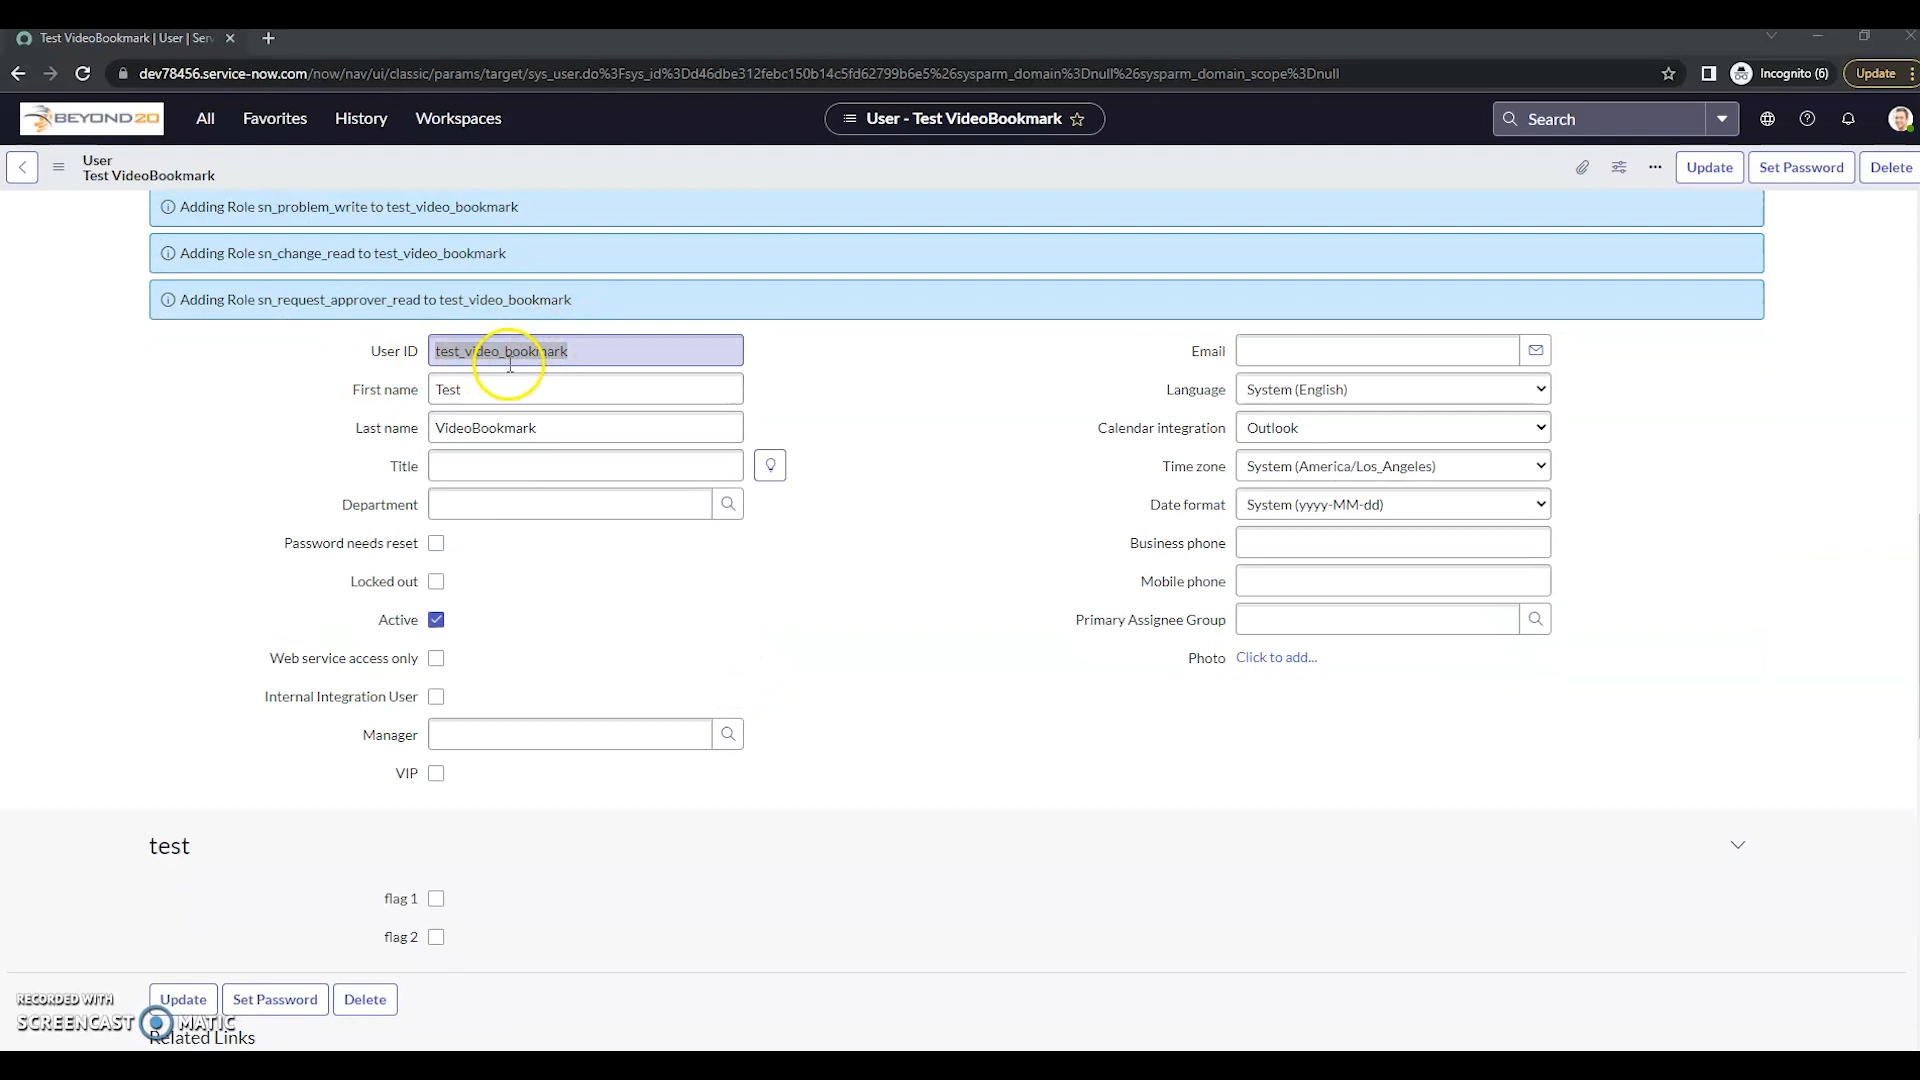 Test VideoBookmark | User | Serv
dev78456.service-now.com/now/nav/ui/classic/params/target/sys_user.do%3Fsys_id%3Dd46dbe312febc150b14c5fd62799b6e5%26sysparm_domain%3Dnull%26sysparm_domain_scope%3Dnull
Incognito (6)
Update
BEYOND20
All
Favorites
History
Workspaces
User - Test VideoBookmark
Search
User
Test VideoBookmark
Update
Set Password
Delete
Adding Role sn_problem_write to test_video_bookmark
Adding Role sn_change_read to test_video_bookmark
Adding Role sn_request_approver_read to test_video_bookmark
User ID test_video_bookmark
First name Test
Last name VideoBookmark
Title
Department
Password needs reset
Locked out
Active
Web service access only
Internal Integration User
Manager
VIP
Email
Language System (English)
Calendar integration Outlook
Time zone System (America/Los_Angeles)
Date format System (yyyy-MM-dd)
Business phone
Mobile phone
Primary Assignee Group
Photo Click to add...
test
flag 1
flag 2
Update
Set Password
Delete
RECORDED WITH
SCREENCAST MATIC
Related Links